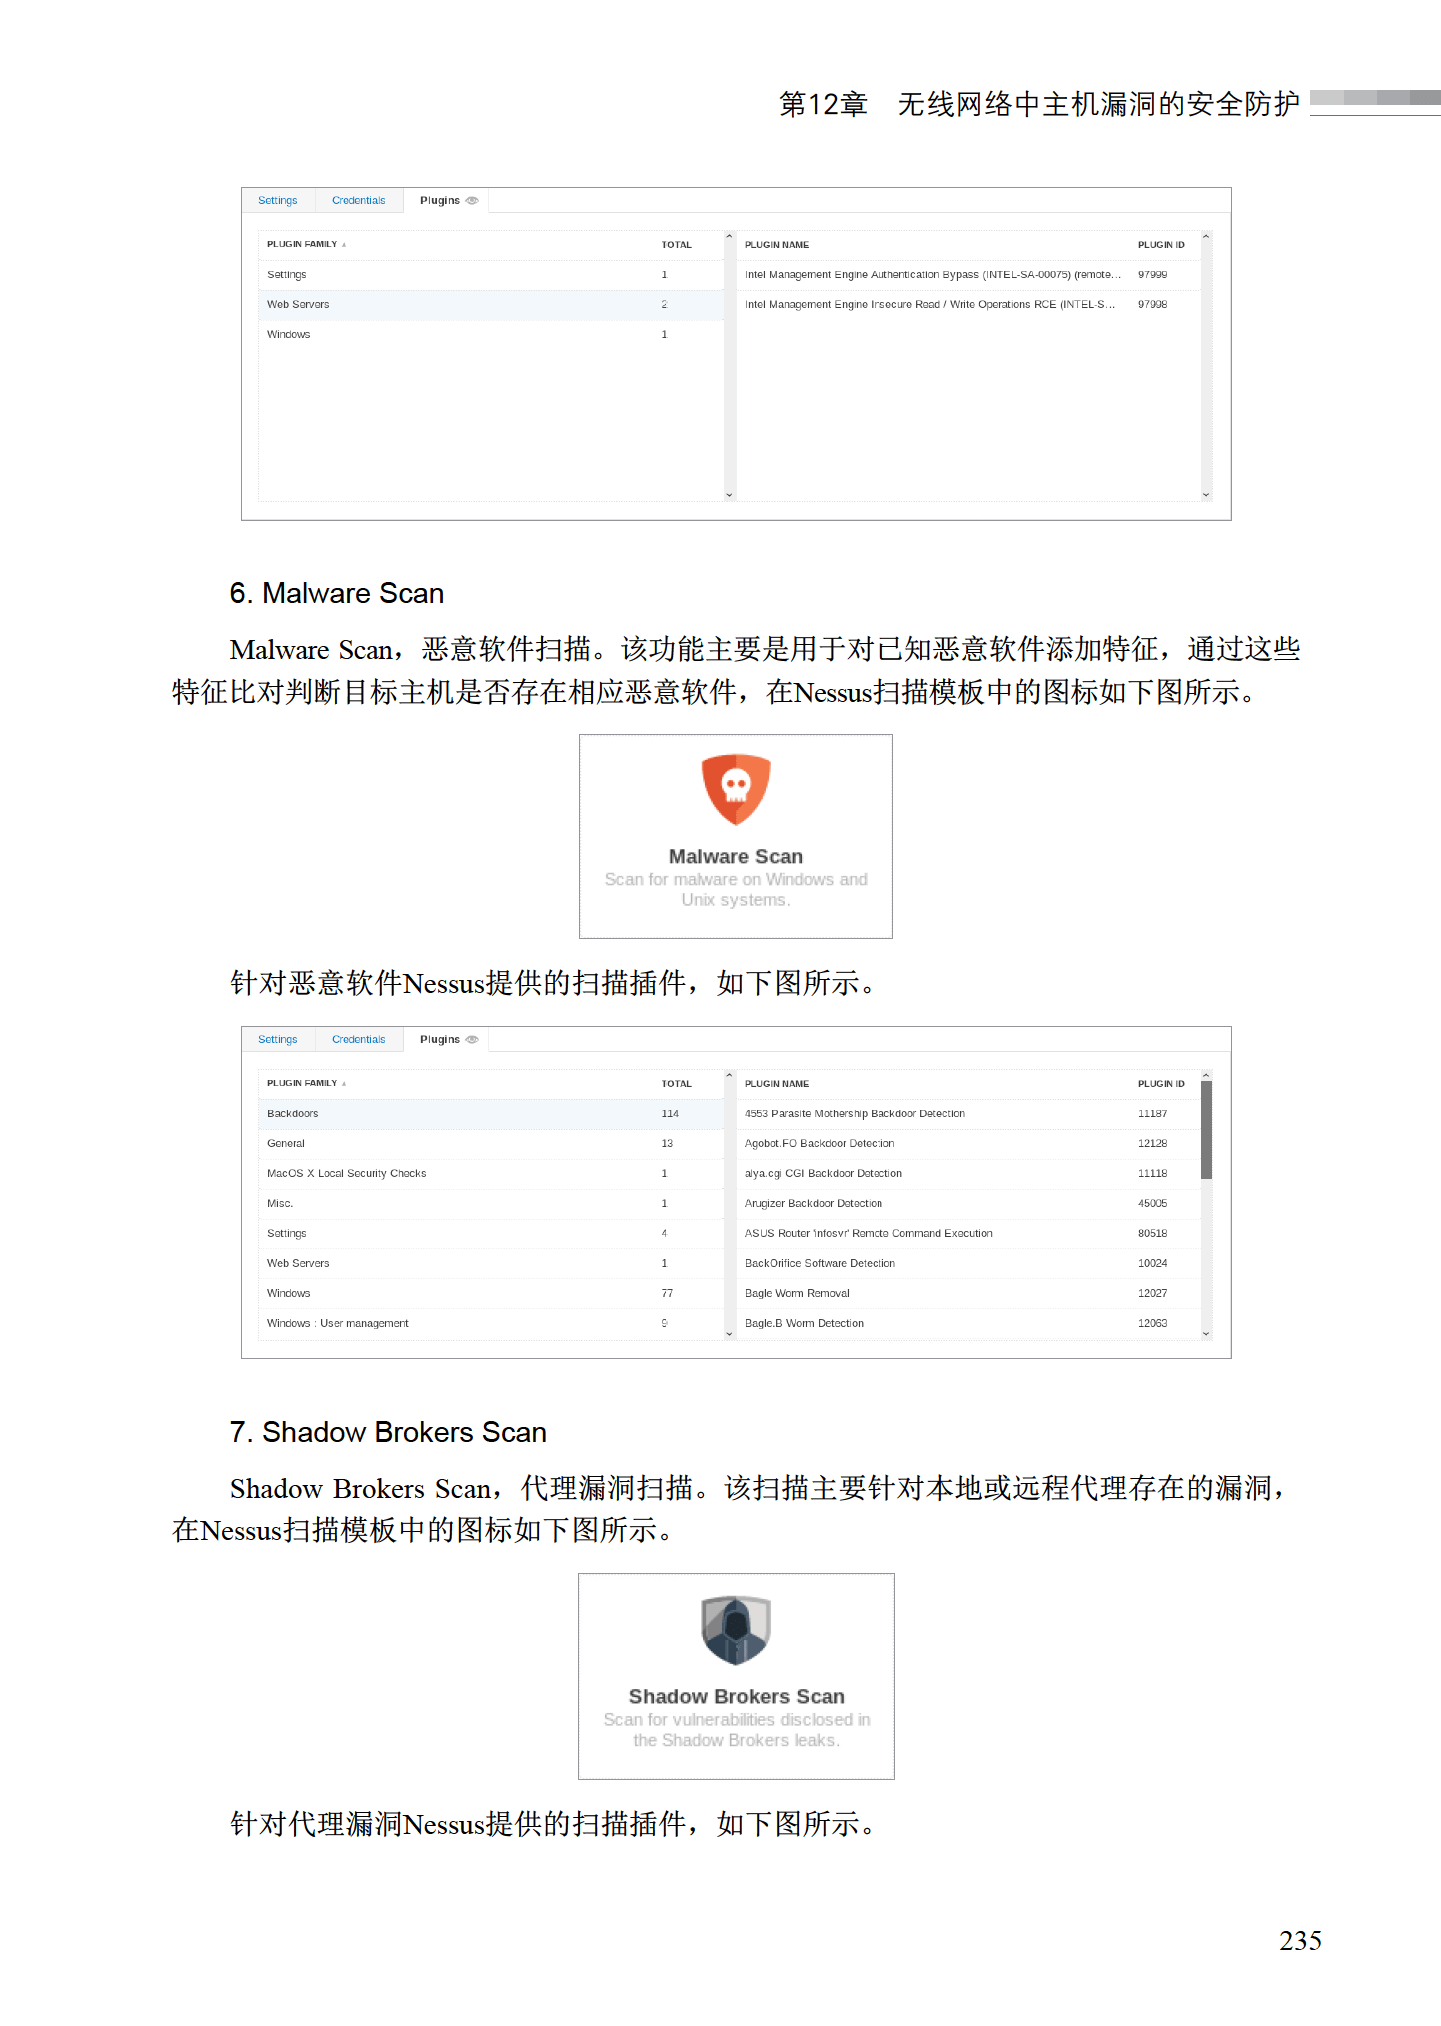 第12章　无线网络中主机漏洞的安全防护
Settings Credentials Plugins
PLUGIN FAMILY TOTAL PLUGIN NAME PLUGIN ID
Settings 1 Intel Management Engine Authentication Bypass (INTEL-SA-00075) (remote... 97999
Web Servers 2 Intel Management Engine Insecure Read / Write Operations RCE (INTEL-S... 97998
Windows 1
6. Malware Scan
Malware Scan，恶意软件扫描。该功能主要是用于对已知恶意软件添加特征，通过这些
特征比对判断目标主机是否存在相应恶意软件，在Nessus扫描模板中的图标如下图所示。
Malware Scan
Scan for malware on Windows and
Unix systems.
针对恶意软件Nessus提供的扫描插件，如下图所示。
Settings Credentials Plugins
PLUGIN FAMILY TOTAL PLUGIN NAME PLUGIN ID
Backdoors 114 4553 Parasite Mothership Backdoor Detection 11187
General 13 Agobot.FO Backdoor Detection 12128
MacOS X Local Security Checks 1 alya.cgi CGI Backdoor Detection 11118
Misc. 1 Arugizer Backdoor Detection 45005
Settings 4 ASUS Router 'infosvr' Remote Command Execution 80518
Web Servers 1 BackOrifice Software Detection 10024
Windows 77 Bagle Worm Removal 12027
Windows : User management 9 Bagle.B Worm Detection 12063
7. Shadow Brokers Scan
Shadow Brokers Scan，代理漏洞扫描。该扫描主要针对本地或远程代理存在的漏洞，
在Nessus扫描模板中的图标如下图所示。
Shadow Brokers Scan
Scan for vulnerabilities disclosed in
the Shadow Brokers leaks.
针对代理漏洞Nessus提供的扫描插件，如下图所示。
235